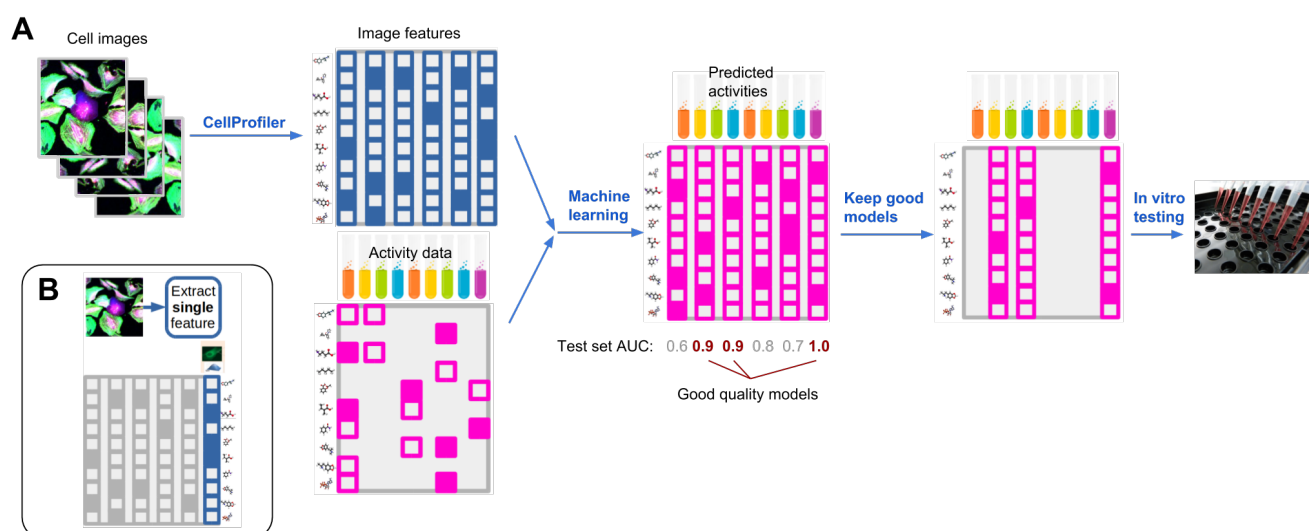 A
Cell images
CellProfiler
Image features
Activity data
Machine
learning
Predicted
activities
Test set AUC: 0.6 0.9 0.9 0.8 0.7 1.0
Good quality models
Keep good
models
In vitro
testing
B
Extract
single
feature